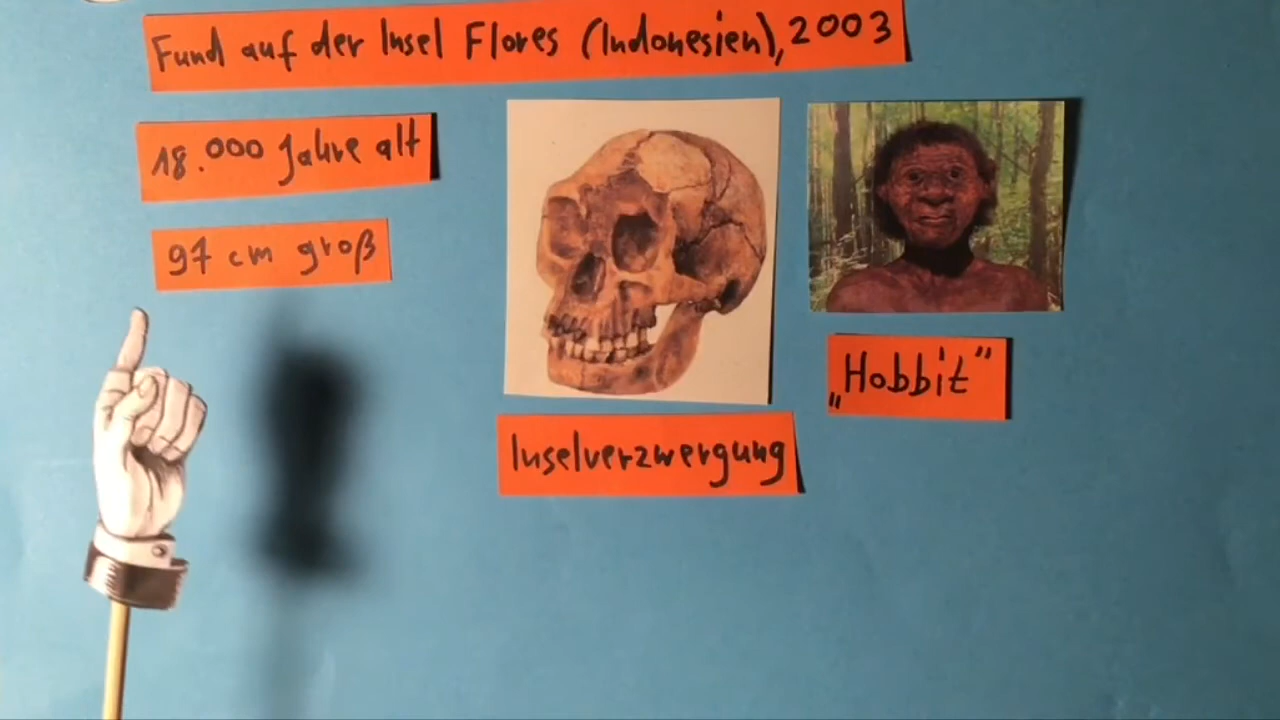 Fund auf der Insel Flores (Indonesien), 2003
18.000 Jahre alt
97 cm groß
„Hobbit”
Inselverzwergung